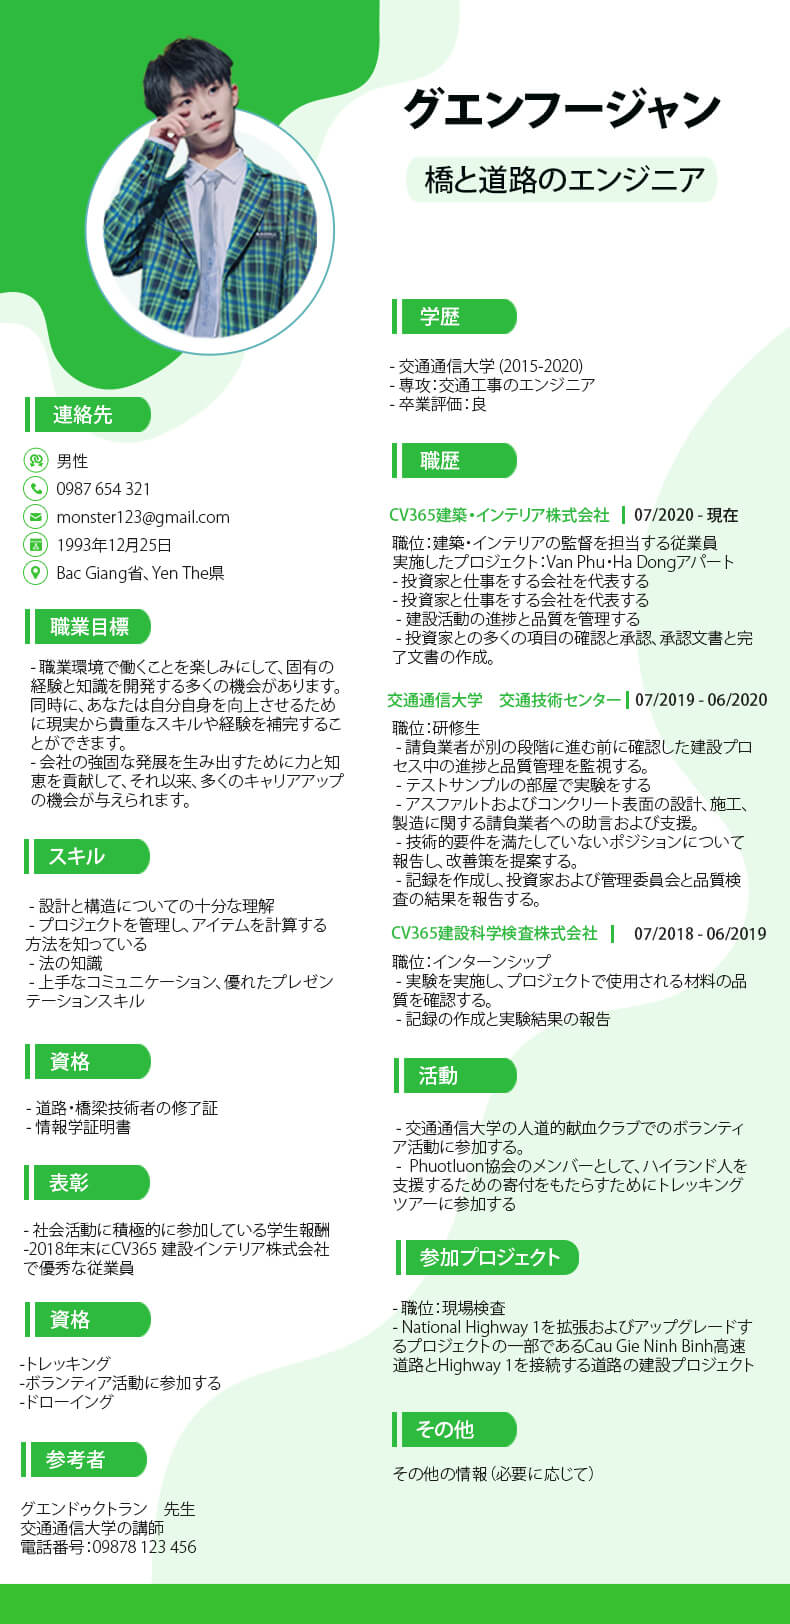 グエンフージャン
橋と道路のエンジニア
連絡先
男性
0987 654 321
monster123@gmail.com
1993年12月25日
Bac Giang省、Yen The県
職業目標
- 職業環境で働くことを楽しみにして、固有の
経験と知識を開発する多くの機会があります。
同時に、あなたは自分自身を向上させるため
に現実から貴重なスキルや経験を補完するこ
とができます。
- 会社の強固な発展を生み出すために力と知
恵を貢献して、それ以来、多くのキャリアアップ
の機会が与えられます。
スキル
- 設計と構造についての十分な理解
- プロジェクトを管理し、アイテムを計算する
方法を知っている
- 法の知識
- 上手なコミュニケーション、優れたプレゼン
テーションスキル
資格
- 道路・橋梁技術者の修了証
- 情報学証明書
表彰
- 社会活動に積極的に参加している学生報酬
-2018年末にCV365 建設インテリア株式会社
で優秀な従業員
資格
-トレッキング
-ボランティア活動に参加する
-ドローイング
参考者
グエンドゥクトラン　先生
交通通信大学の講師
電話番号：09878 123 456
学歴
- 交通通信大学 (2015-2020)
- 専攻：交通工事のエンジニア
- 卒業評価：良
職歴
CV365建築・インテリア株式会社 | 07/2020 - 現在
職位：建築・インテリアの監督を担当する従業員
実施したプロジェクト：Van Phu・Ha Dongアパート
- 投資家と仕事をする会社を代表する
- 投資家と仕事をする会社を代表する
- 建設活動の進捗と品質を管理する
- 投資家との多くの項目の確認と承認、承認文書と完
了文書の作成。
交通通信大学　交通技術センター | 07/2019 - 06/2020
職位：研修生
- 請負業者が別の段階に進む前に確認した建設プロ
セス中の進捗と品質管理を監視する。
- テストサンプルの部屋で実験をする
- アスファルトおよびコンクリート表面の設計、施工、
製造に関する請負業者への助言および支援。
- 技術的要件を満たしていないポジションについて
報告し、改善策を提案する。
- 記録を作成し、投資家および管理委員会と品質検
査の結果を報告する。
CV365建設科学検査株式会社 | 07/2018 - 06/2019
職位：インターンシップ
- 実験を実施し、プロジェクトで使用される材料の品
質を確認する。
- 記録の作成と実験結果の報告
活動
- 交通通信大学の人道的献血クラブでのボランティ
ア活動に参加する。
- Phuotluon協会のメンバーとして、ハイランド人を
支援するための寄付をもたらすためにトレッキング
ツアーに参加する
参加プロジェクト
- 職位：現場検査
- National Highway 1を拡張およびアップグレードす
るプロジェクトの一部であるCau Gie Ninh Binh高速
道路とHighway 1を接続する道路の建設プロジェクト
その他
その他の情報（必要に応じて）